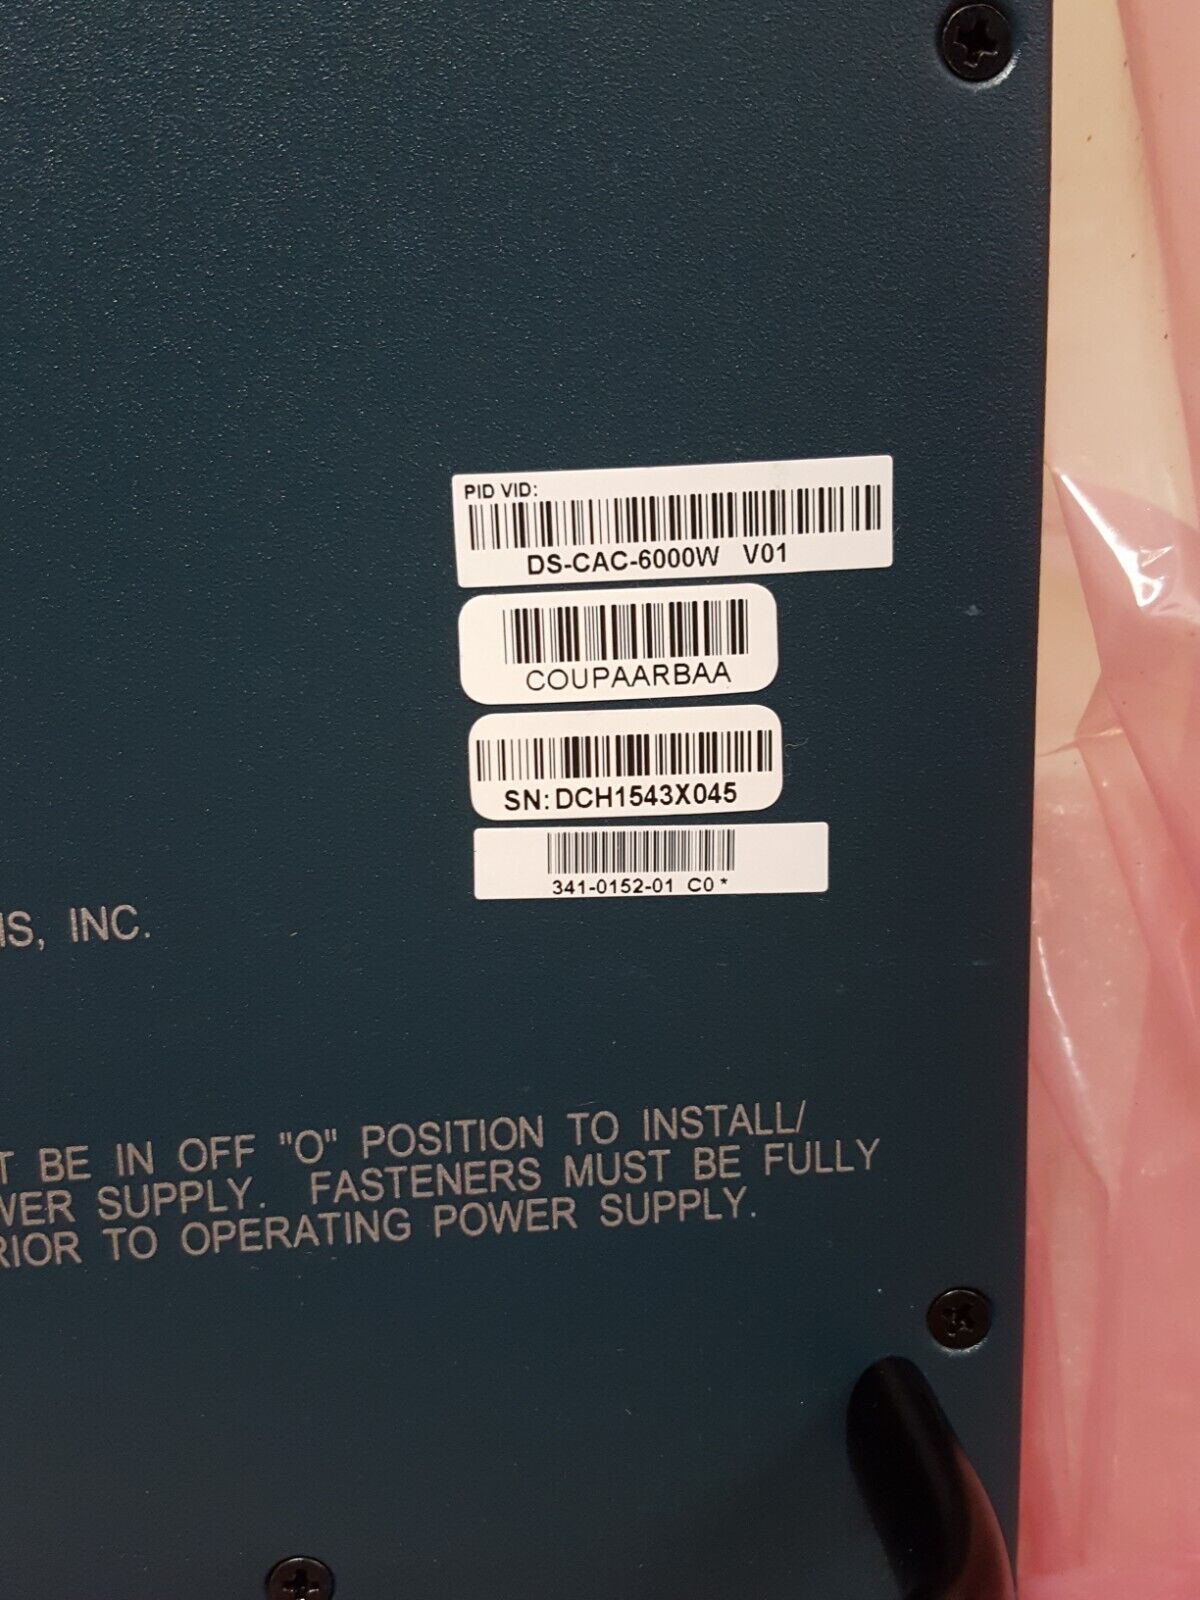 PID VID:
DS-CAC-6000W V01
COUPAARBAA
SN: DCH1543X045
341-0152-01 C0 *
MS, INC.
T BE IN OFF "O" POSITION TO INSTALL/
WER SUPPLY. FASTENERS MUST BE FULLY
RIOR TO OPERATING POWER SUPPLY.